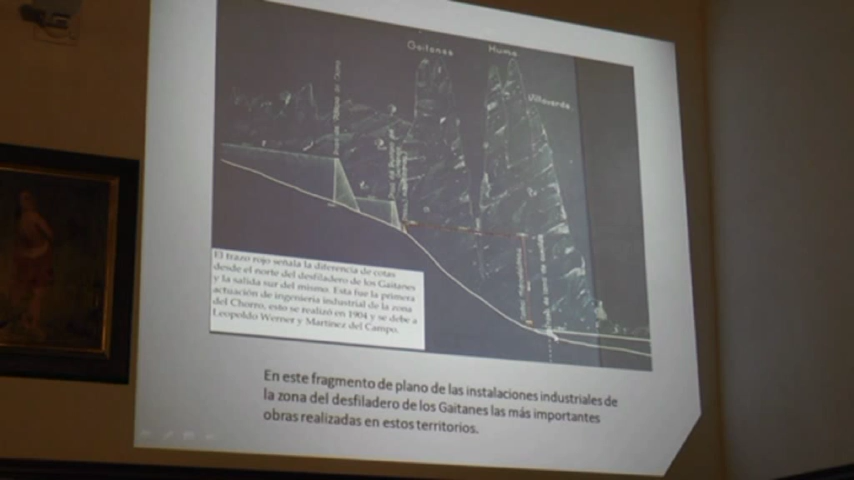 Gaitanes
Huma
Villaverde
El trazo rojo señala la diferencia de cotas
desde el norte del desfiladero de los Gaitanes
y la salida sur del mismo. Esta fue la primera
actuación de ingeniería industrial de la zona
del Chorro, esto se realizó en 1904 y se debe a
Leopoldo Werner y Martínez del Campo.
En este fragmento de plano de las instalaciones industriales de
la zona del desfiladero de los Gaitanes las más importantes
obras realizadas en estos territorios.